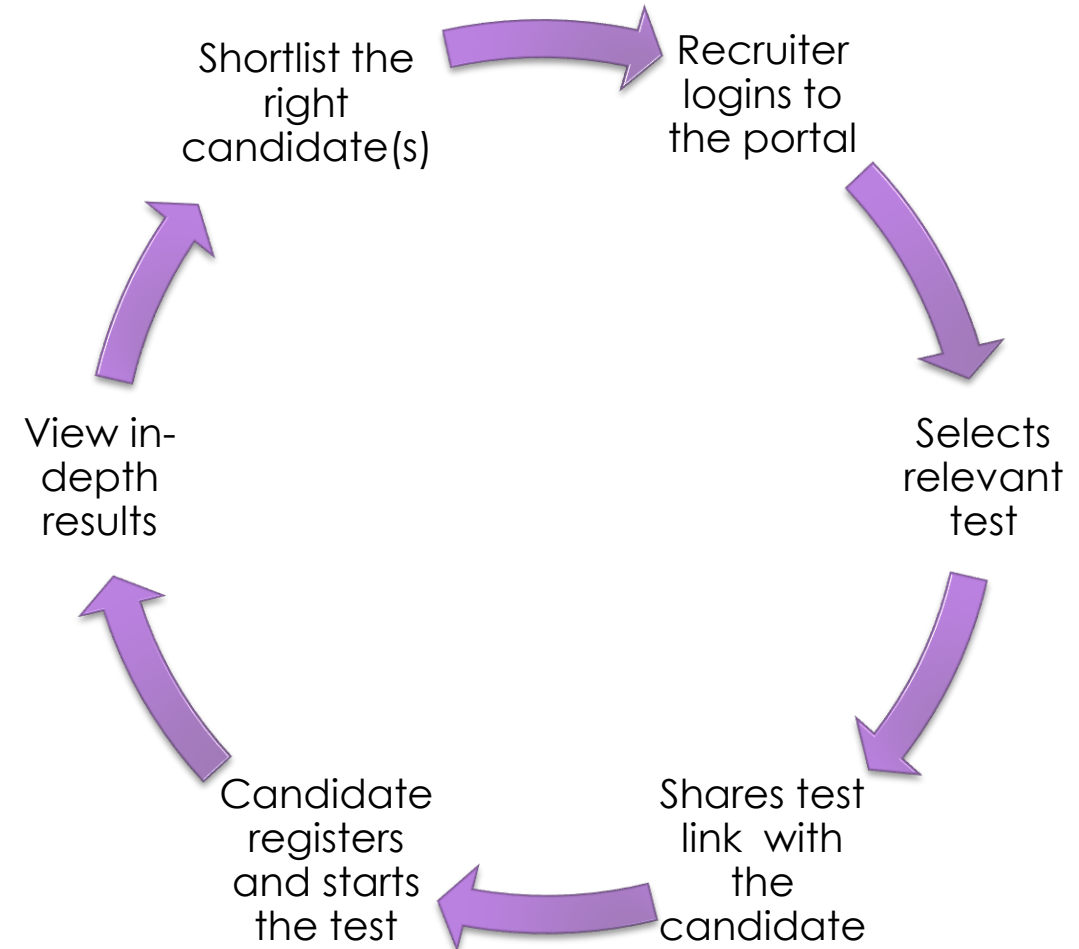 Shortlist the
right
candidate(s)
Recruiter
logins to
the portal
Selects
relevant
test
Shares test
link  with
the
candidate
Candidate
registers
and starts
the test
View in-
depth
results